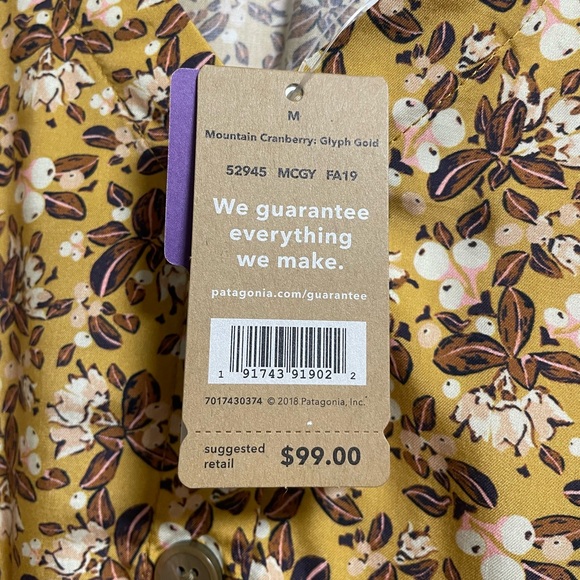 M
Mountain Cranberry: Glyph Gold
52945 MCGY FA19
We guarantee
everything
we make.
patagonia.com/guarantee
1 91743 91902 2
7017430374 © 2018 Patagonia, Inc.
suggested
retail
$99.00